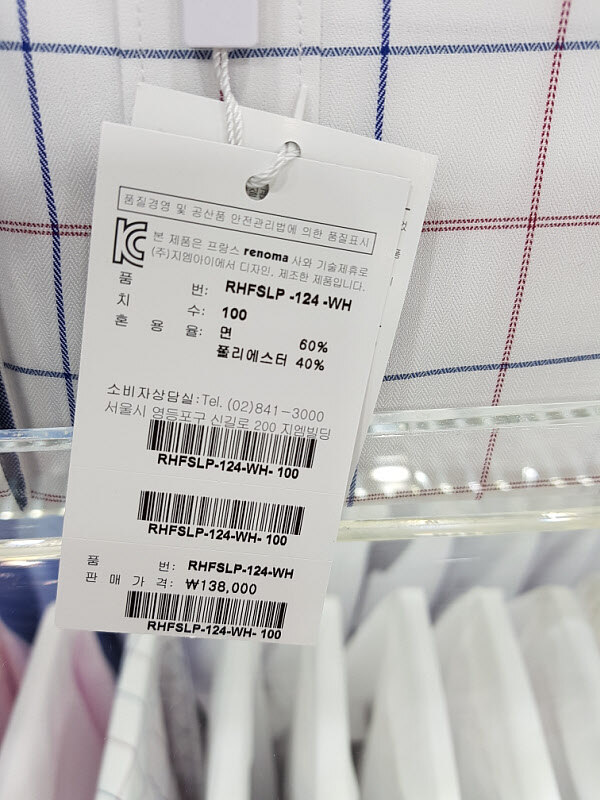 품질경영 및 공산품 안전관리법에 의한 품질표시
본 제품은 프랑스 renoma 사와 기술제휴로
(주)지엠아이에서 디자인, 제조한 제품입니다.
품 번: RHFSLP -124 -WH
치 수: 100
혼 용 율: 면 60%
폴리에스터 40%
소비자상담실:Tel. (02)841-3000
서울시 영등포구 신길로 200 지엠빌딩
RHFSLP-124-WH- 100
RHFSLP-124-WH- 100
품 번: RHFSLP-124-WH
판 매 가 격: ₩138,000
RHFSLP-124-WH- 100